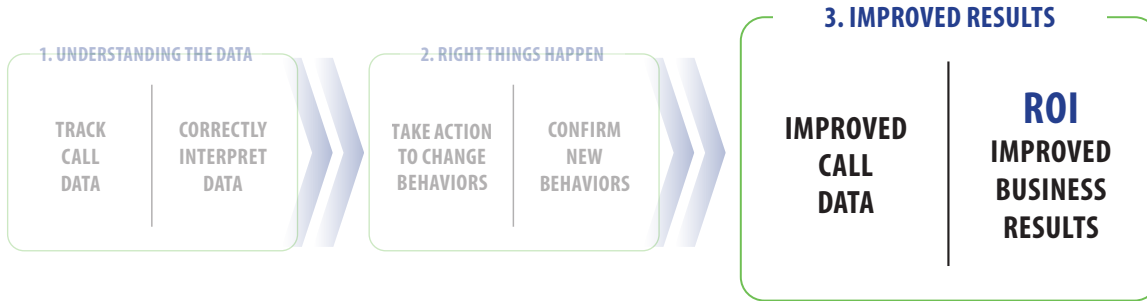 1. UNDERSTANDING THE DATA
TRACK
CALL
DATA
CORRECTLY
INTERPRET
DATA
2. RIGHT THINGS HAPPEN
TAKE ACTION
TO CHANGE
BEHAVIORS
CONFIRM
NEW
BEHAVIORS
3. IMPROVED RESULTS
IMPROVED
CALL
DATA
ROI
IMPROVED
BUSINESS
RESULTS